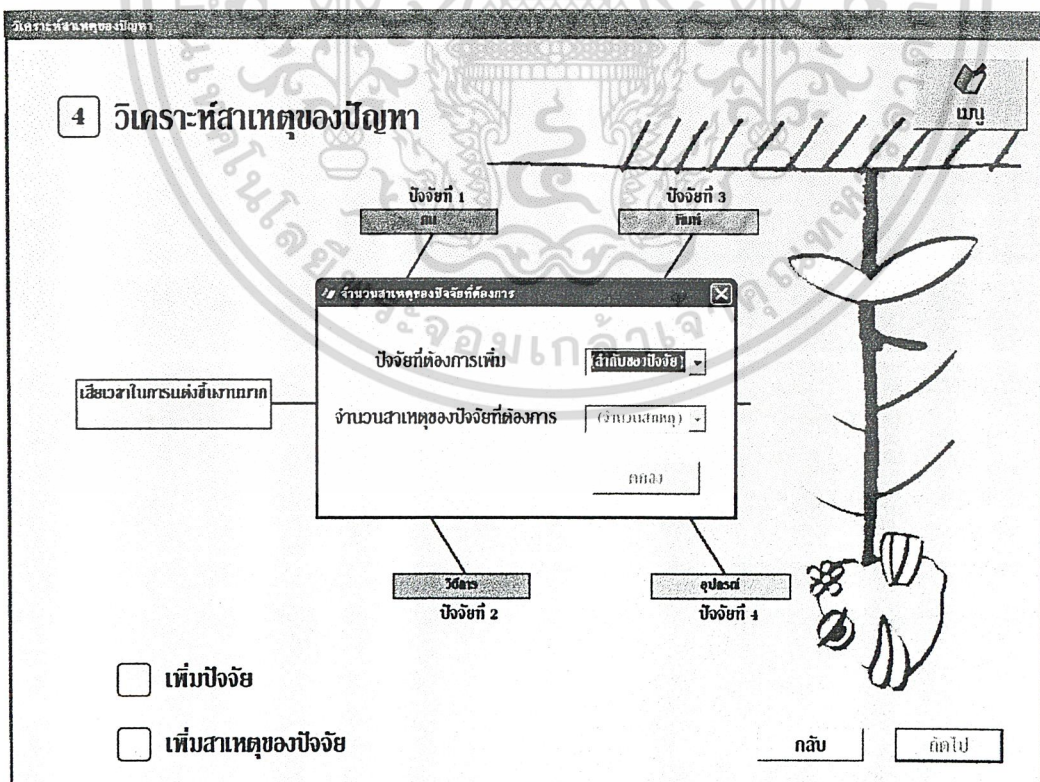 วิเคราะห์สาเหตุของปัญหา
4 วิเคราะห์สาเหตุของปัญหา
เมนู
ปัจจัยที่ 1
คน
ปัจจัยที่ 3
พิมพ์
จำนวนสาเหตุของปัจจัยที่ต้องการ
ปัจจัยที่ต้องการเพิ่ม
(ลำดับของปัจจัย)
เสียเวลาในการแต่งชิ้นงานมาก
จำนวนสาเหตุของปัจจัยที่ต้องการ
(จำนวนสาเหตุ)
ตกลง
วิธีการ
ปัจจัยที่ 2
อุปกรณ์
ปัจจัยที่ 4
เพิ่มปัจจัย
เพิ่มสาเหตุของปัจจัย
กลับ
ถัดไป